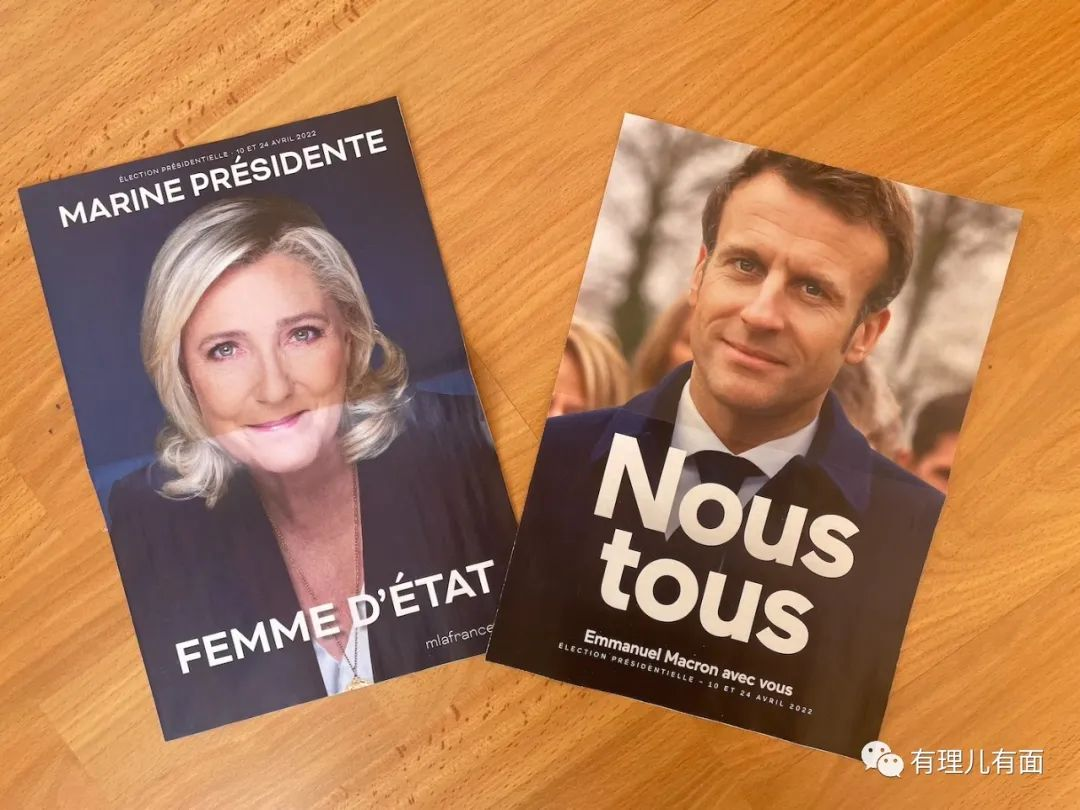 ÉLECTION PRÉSIDENTIELLE - 10 ET 24 AVRIL 2022
MARINE PRÉSIDENTE
FEMME D'ÉTAT
mlafrance
Nous
tous
Emmanuel Macron avec vous
ÉLECTION PRÉSIDENTIELLE – 10 ET 24 AVRIL 2022
有理儿有面